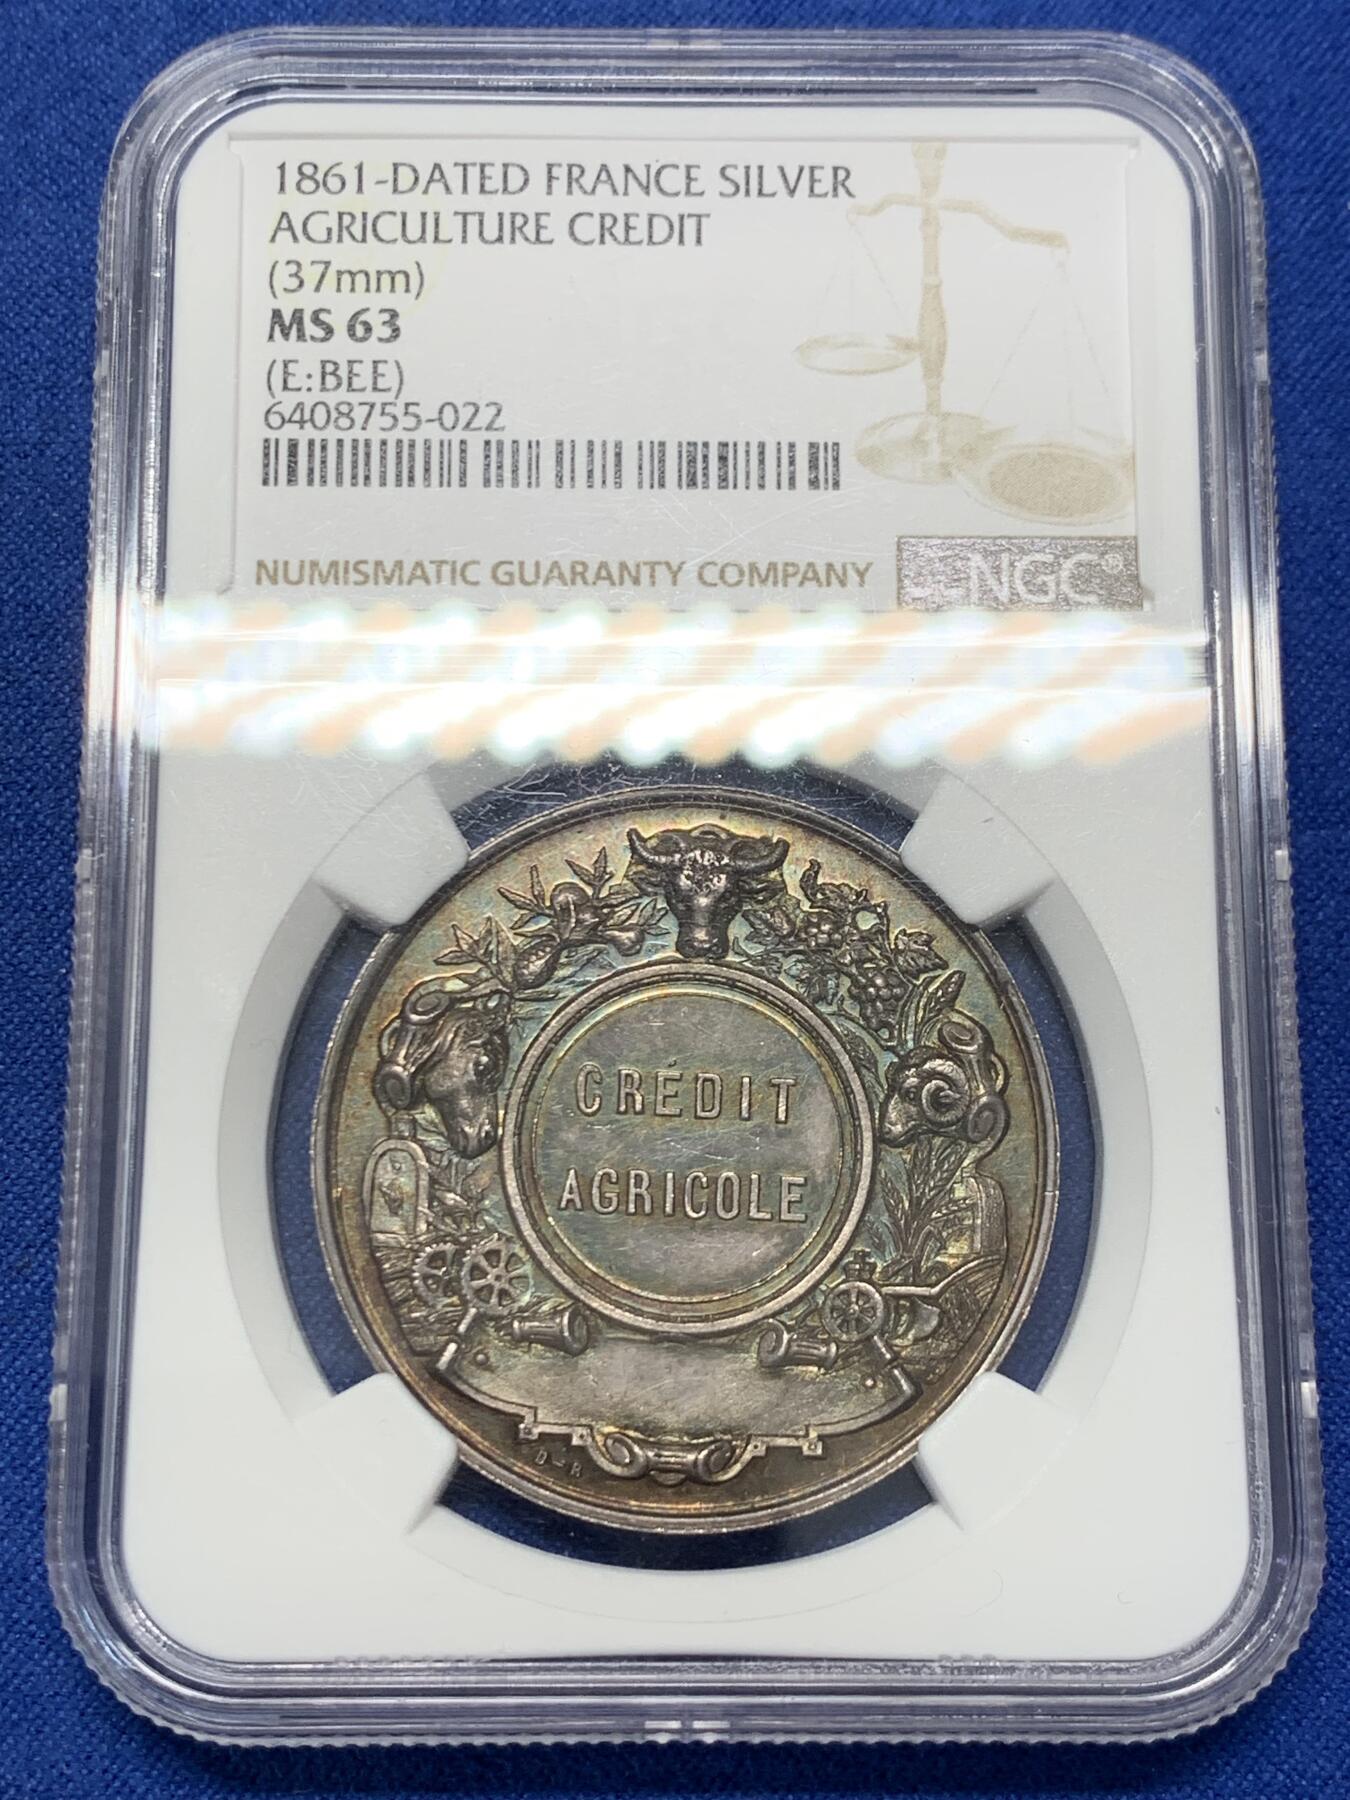 1861-DATED FRANCE SILVER
AGRICULTURE CREDIT
(37mm)
MS 63
(E:BEE)
6408755-022
NUMISMATIC GUARANTY COMPANY
NGC®
CRÉDIT
AGRICOLE
D-R